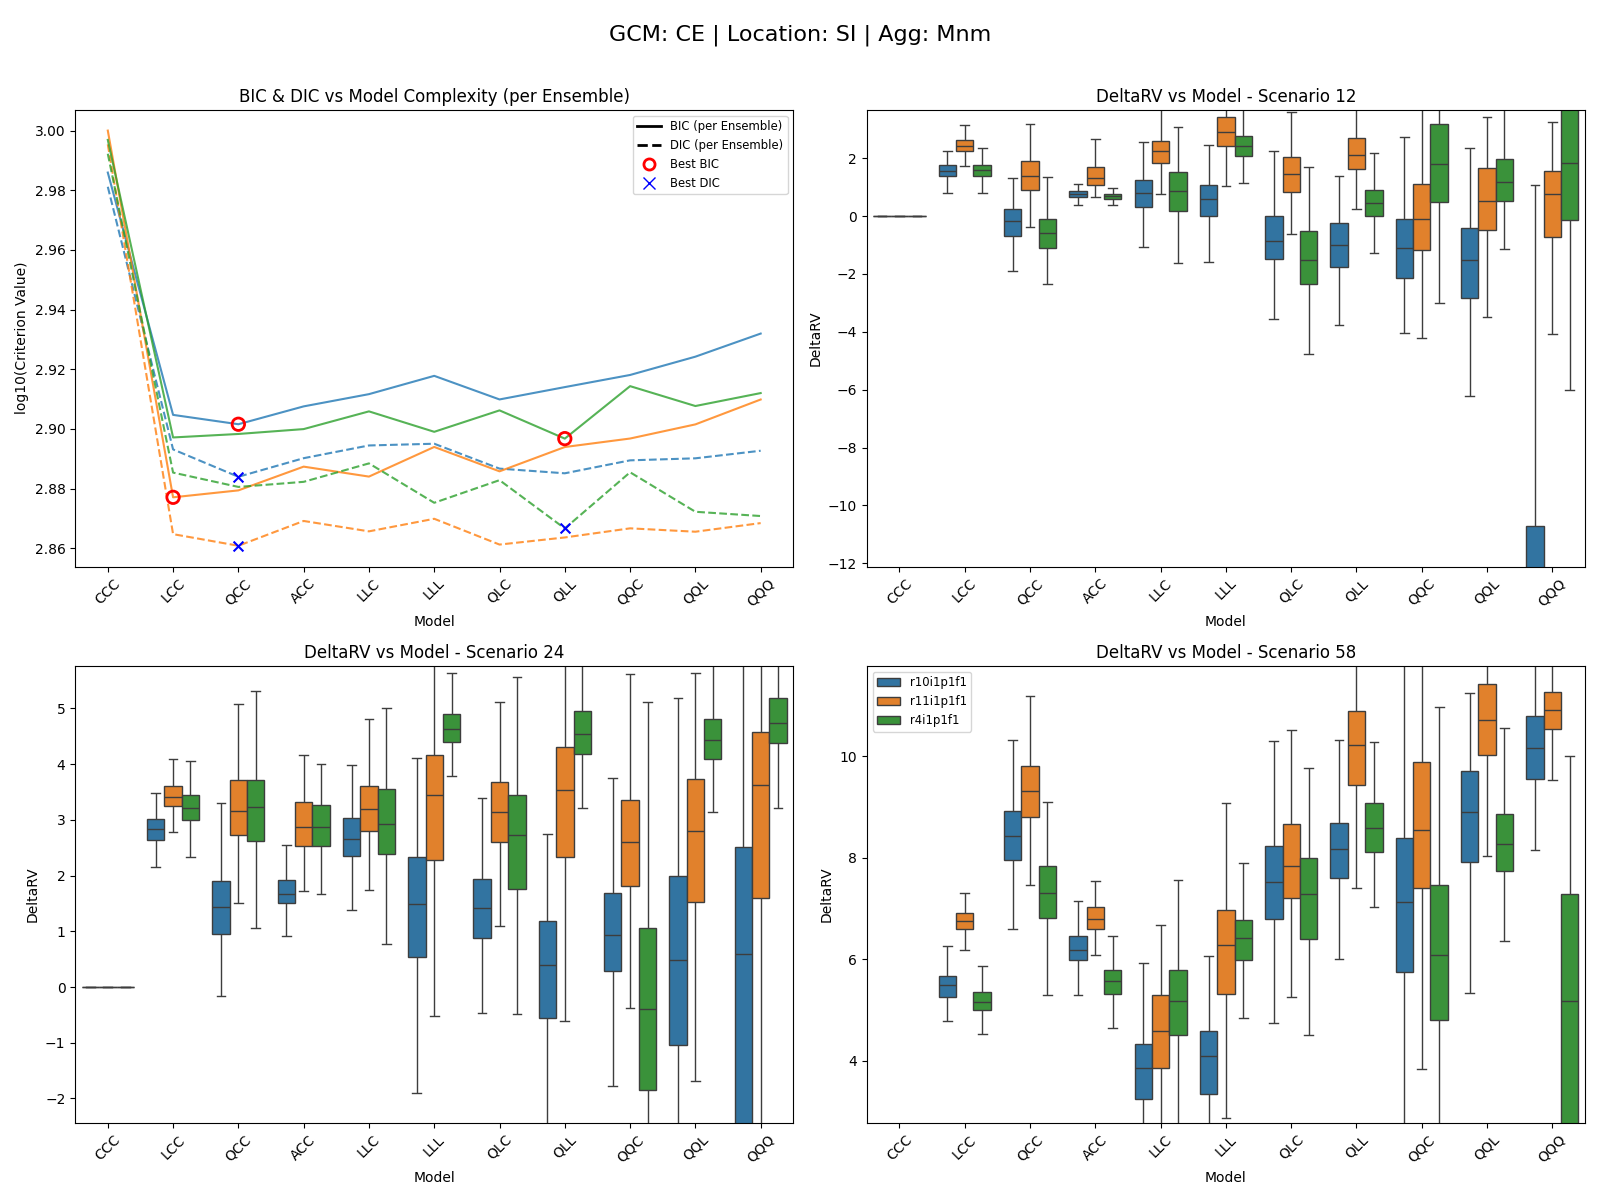 GCM: CE | Location: SI | Agg: Mnm
BIC & DIC vs Model Complexity (per Ensemble)
log10(Criterion Value)
3.00
2.98
2.96
2.94
2.92
2.90
2.88
2.86
BIC (per Ensemble)
DIC (per Ensemble)
Best BIC
Best DIC
CCC LCC QCC ACC LLC LLL QLC QLL QQC QQL QQQ
Model
DeltaRV vs Model - Scenario 12
DeltaRV
2
0
−2
−4
−6
−8
−10
−12
CCC LCC QCC ACC LLC LLL QLC QLL QQC QQL QQQ
Model
DeltaRV vs Model - Scenario 24
DeltaRV
5
4
3
2
1
0
−1
−2
CCC LCC QCC ACC LLC LLL QLC QLL QQC QQL QQQ
Model
DeltaRV vs Model - Scenario 58
DeltaRV
10
8
6
4
r10i1p1f1
r11i1p1f1
r4i1p1f1
CCC LCC QCC ACC LLC LLL QLC QLL QQC QQL QQQ
Model